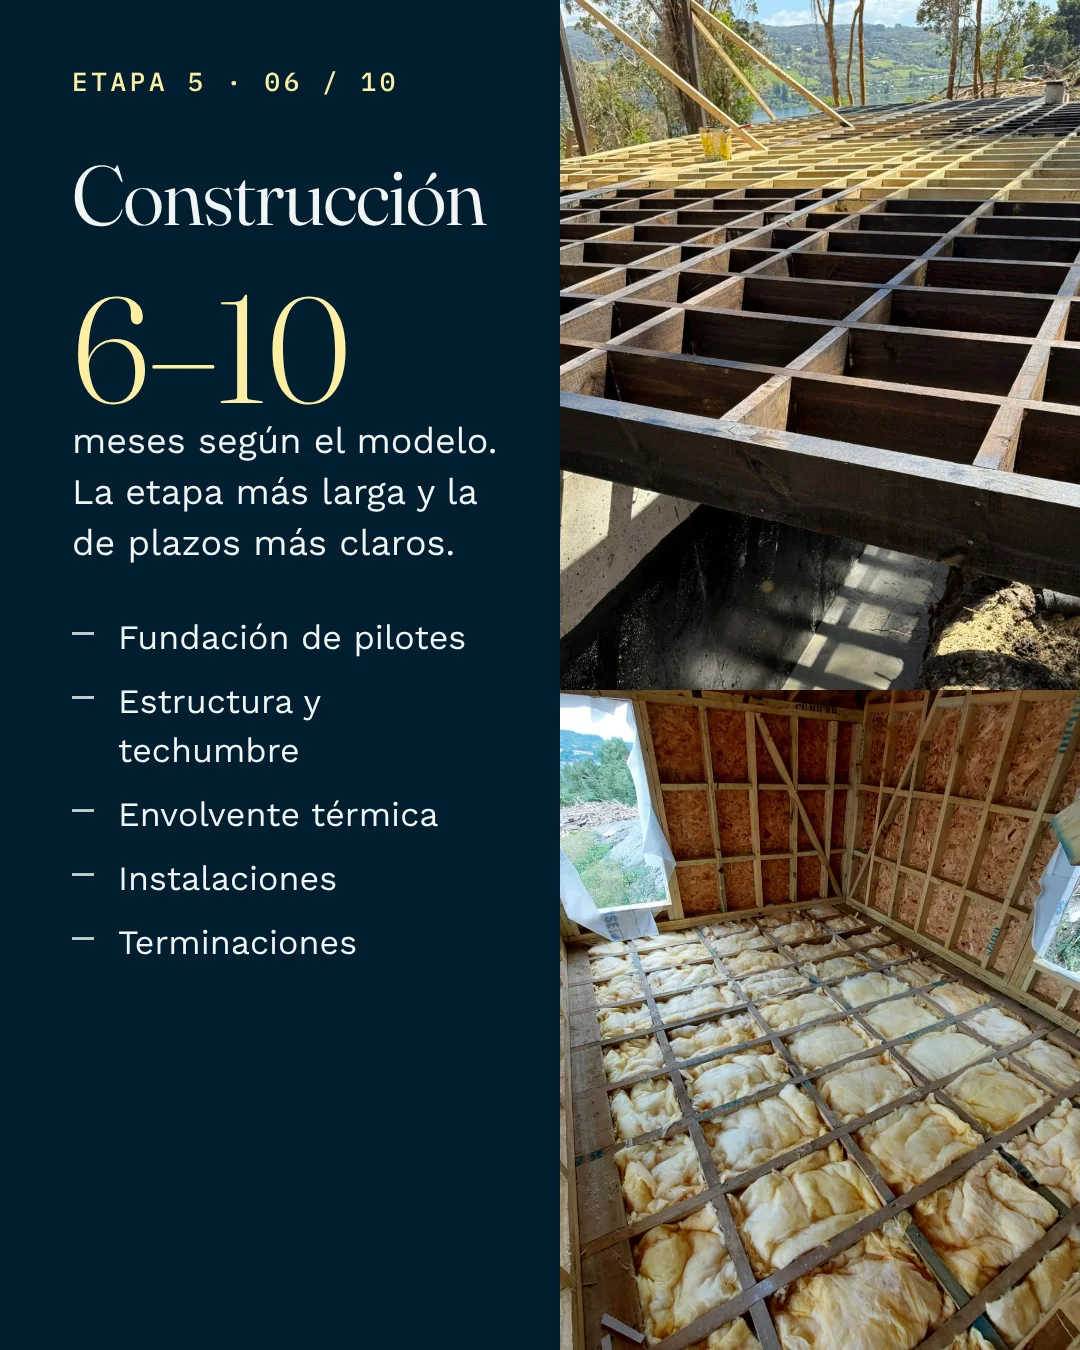 ETAPA 5 · 06 / 10
Construcción
6–10
meses según el modelo.
La etapa más larga y la
de plazos más claros.
— Fundación de pilotes
— Estructura y
techumbre
— Envolvente térmica
— Instalaciones
— Terminaciones